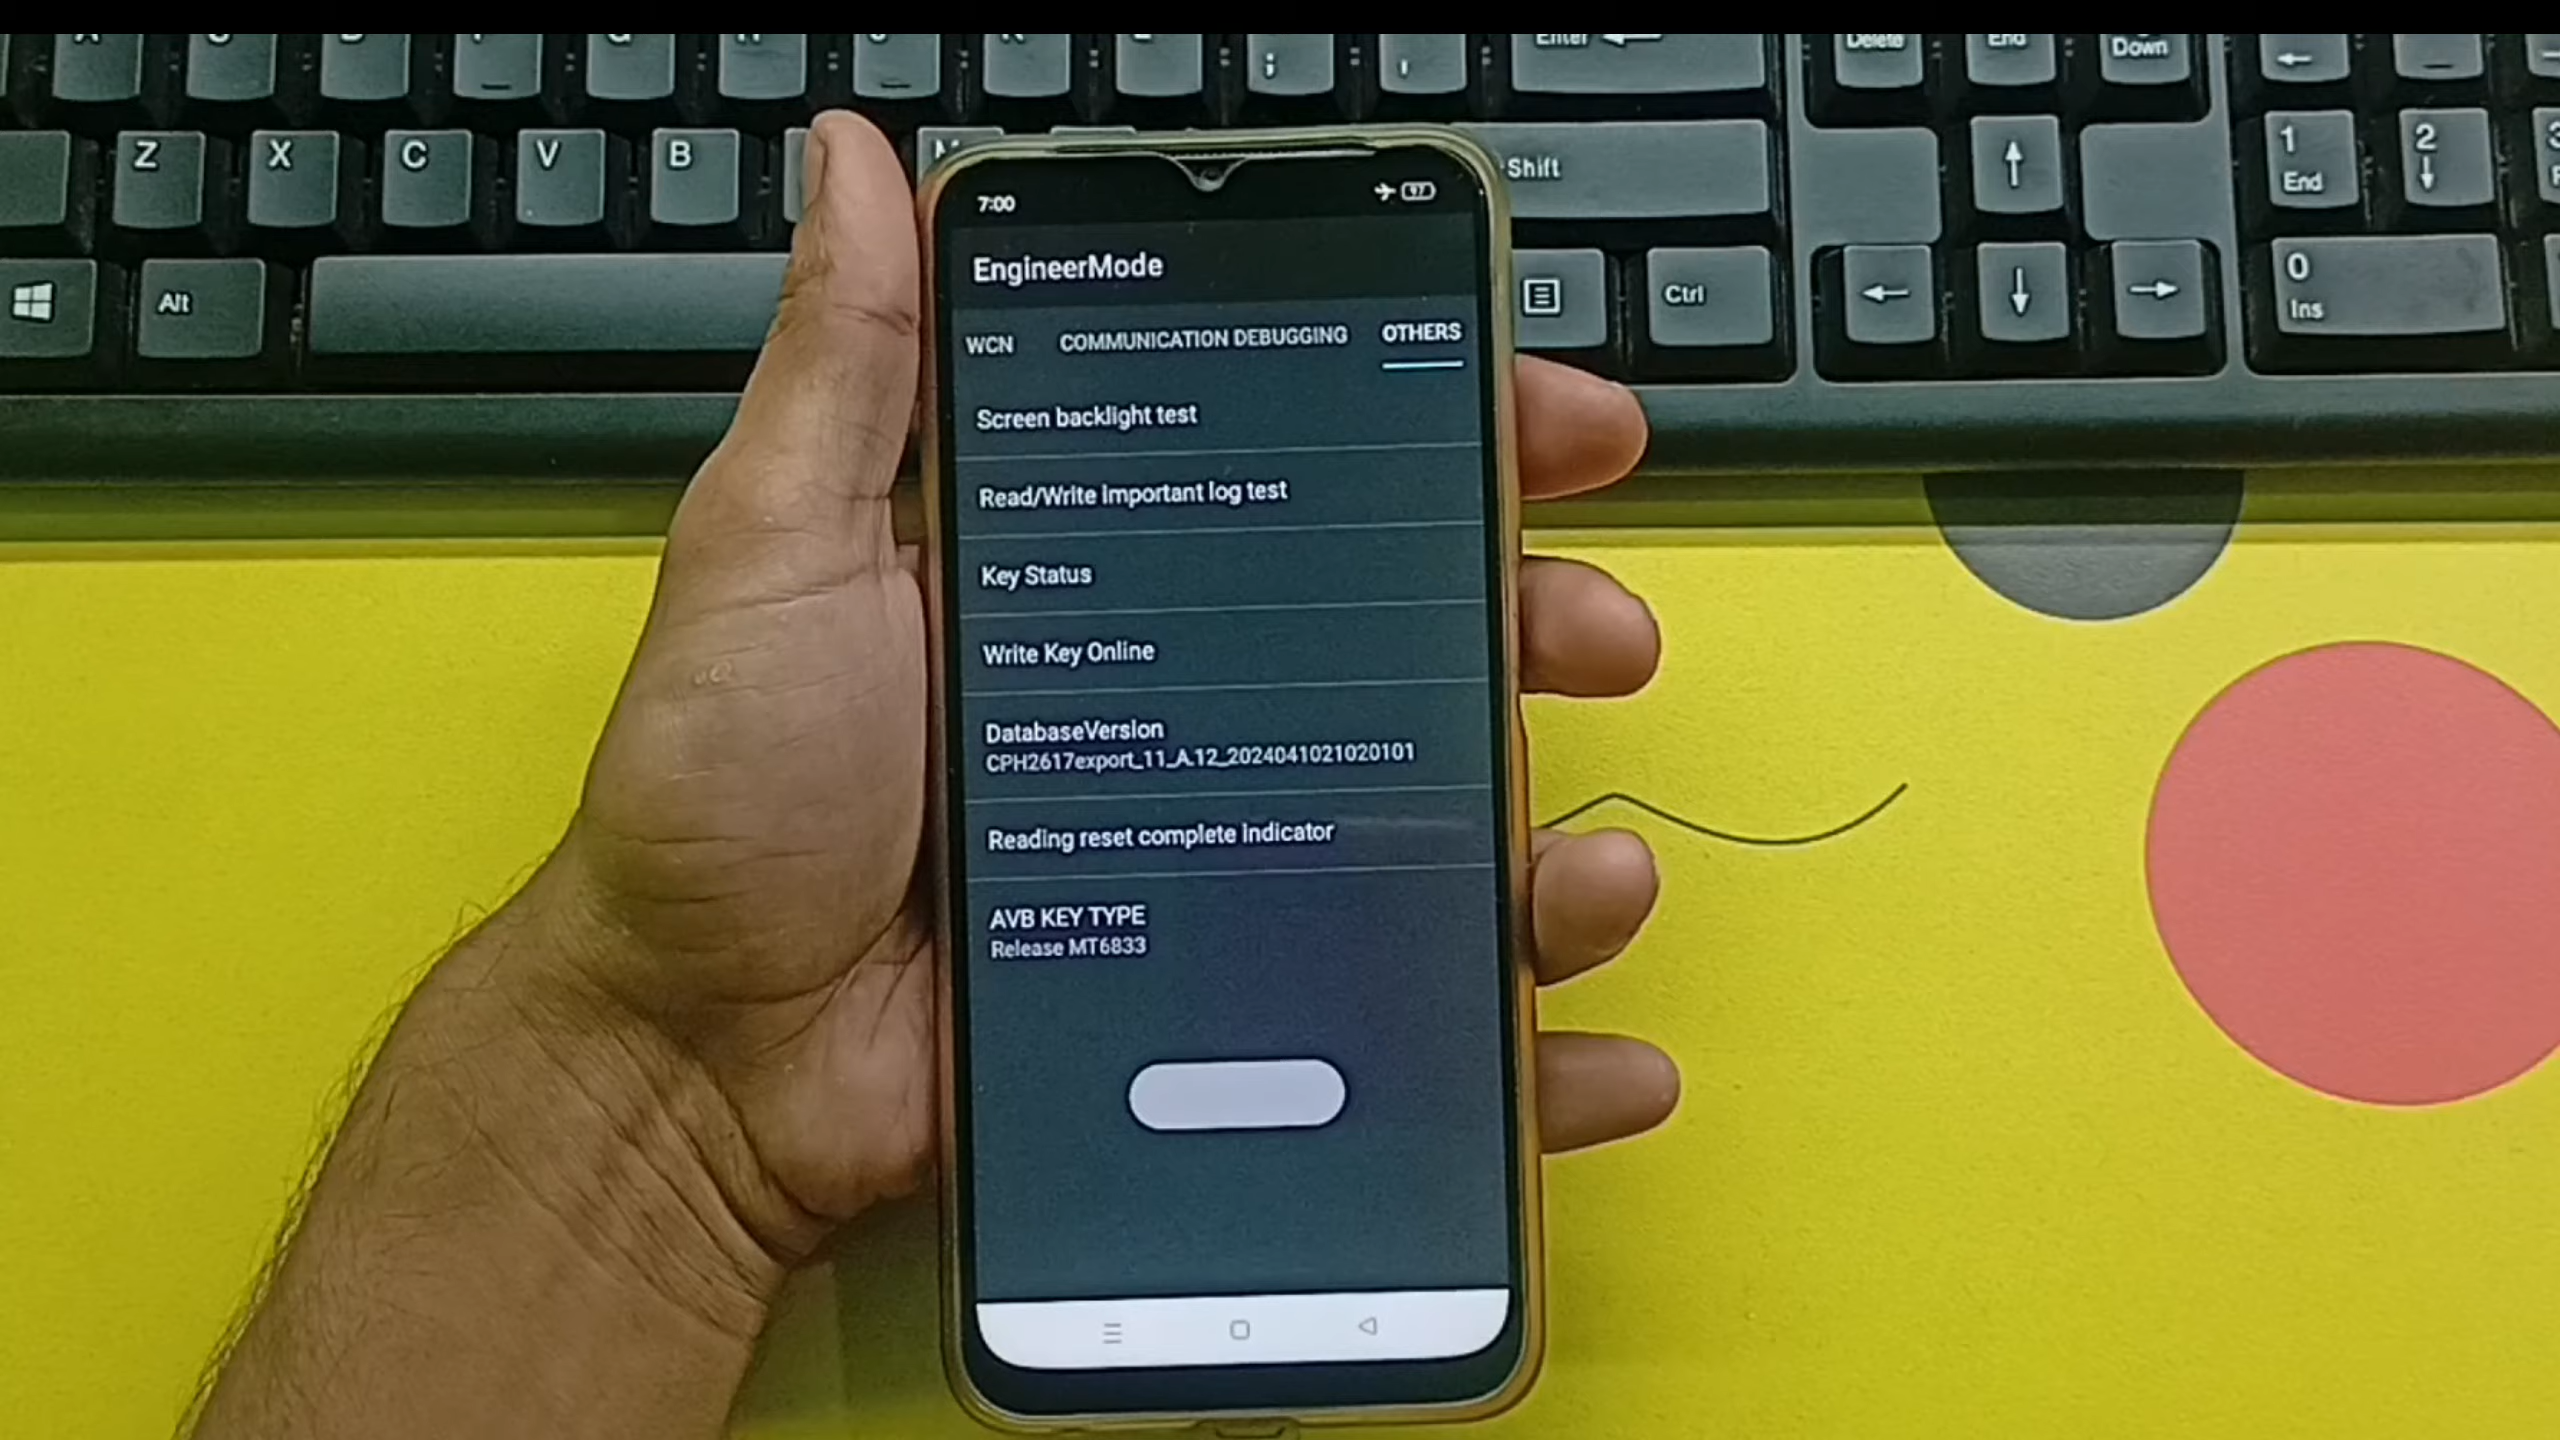 Enter
Delete
End
Down
Z X C V B
Shift
1
End
2
Alt
Ctrl
0
Ins
7:00
97
EngineerMode
WCN COMMUNICATION DEBUGGING OTHERS
Screen backlight test
Read/Write important log test
Key Status
Write Key Online
DatabaseVersion
CPH2617export_11_A.12_2024041021020101
Reading reset complete indicator
AVB KEY TYPE
Release MT6833